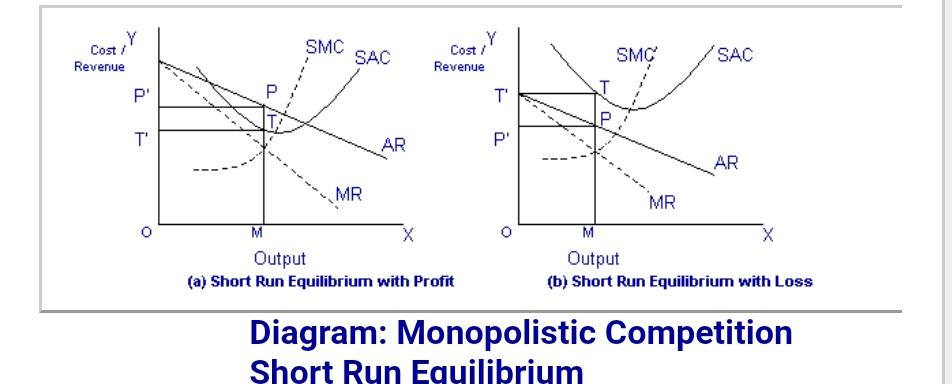 Y
Cost /
Revenue
SMC
SAC
P'
P
T
T'
AR
MR
O
M
X
Output
(a) Short Run Equilibrium with Profit
Y
Cost /
Revenue
SMC
SAC
T'
T
P
P'
AR
MR
O
M
X
Output
(b) Short Run Equilibrium with Loss
Diagram: Monopolistic Competition
Short Run Equilibrium